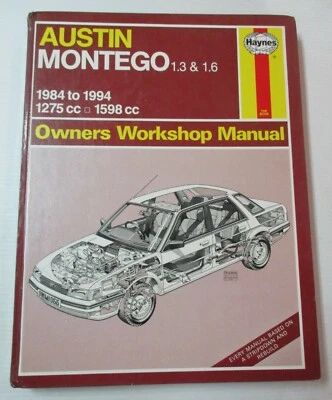 AUSTIN
MONTEGO 1.3 & 1.6
Haynes
1984 to 1994
1275 cc □ 1598 cc
Owners Workshop Manual
EVERY MANUAL BASED ON
A STRIPDOWN AND
REBUILD